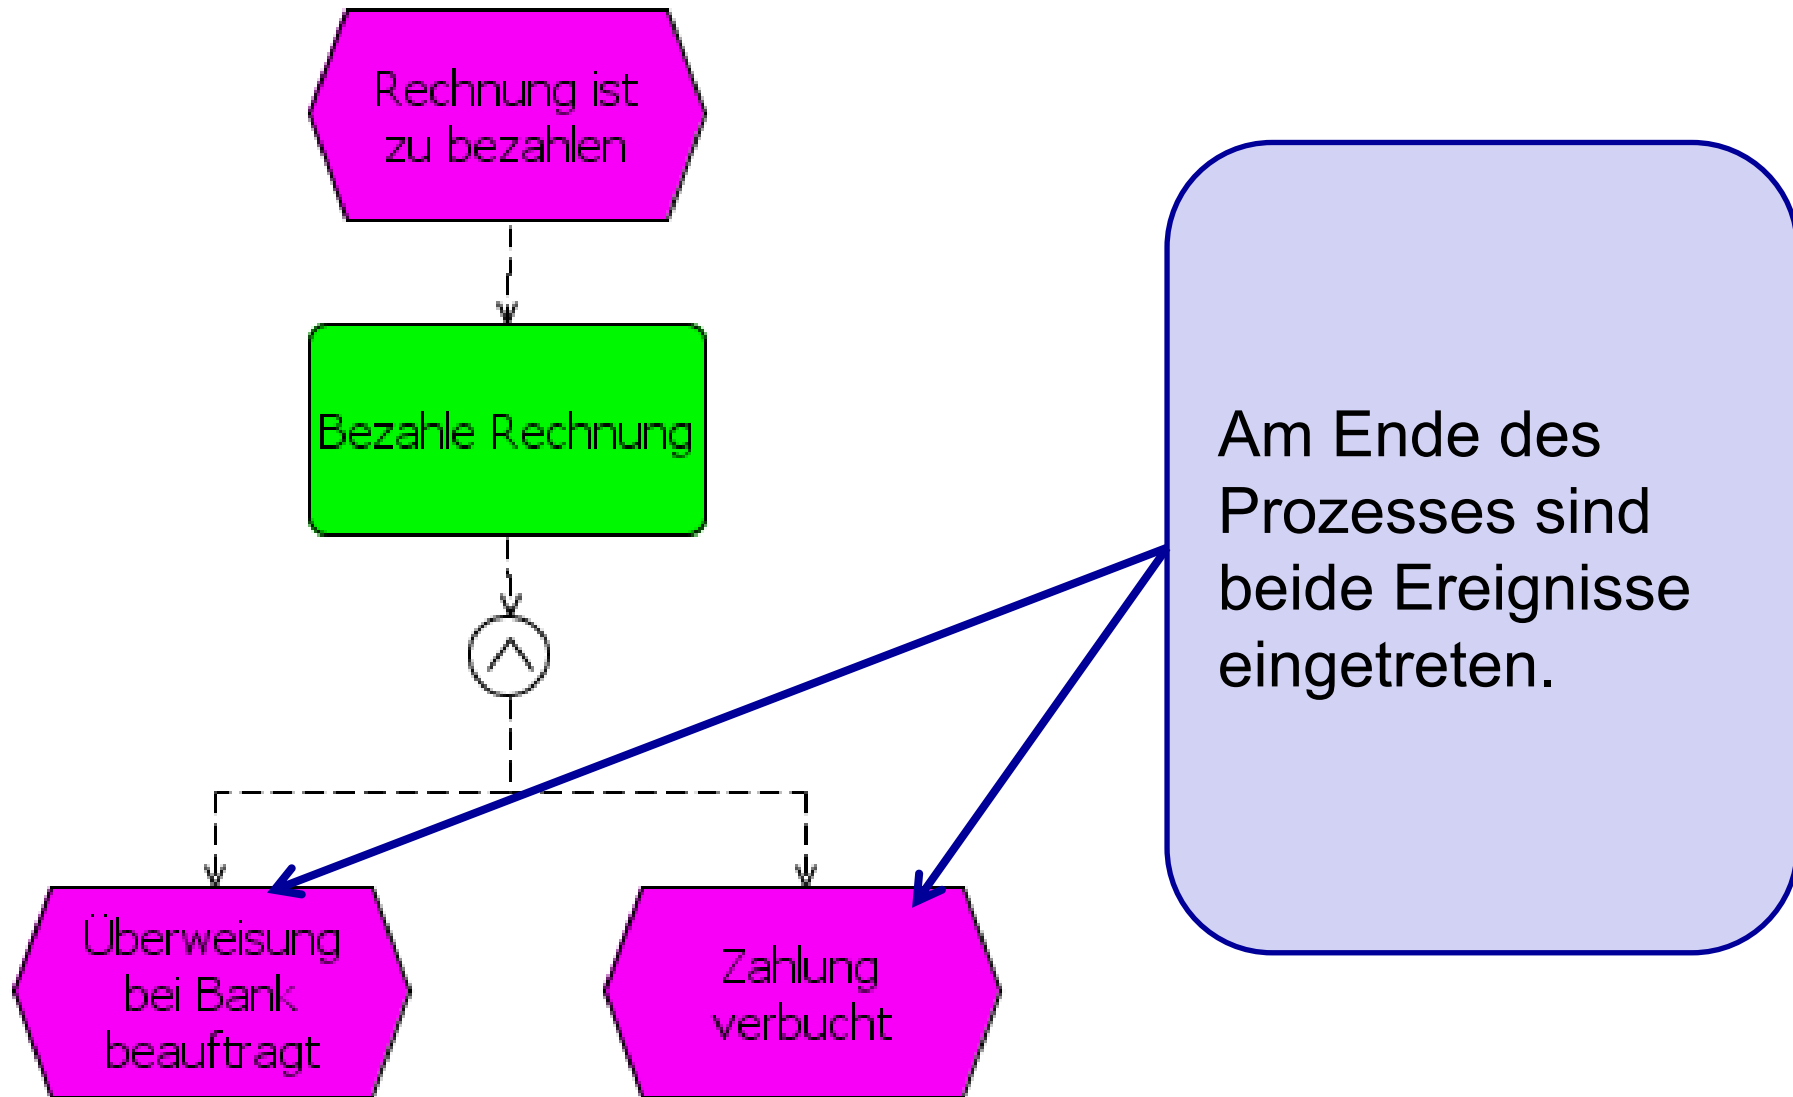 Rechnung ist
zu bezahlen
Bezahle Rechnung
Überweisung
bei Bank
beauftragt
Zahlung
verbucht
Am Ende des
Prozesses sind
beide Ereignisse
eingetreten.